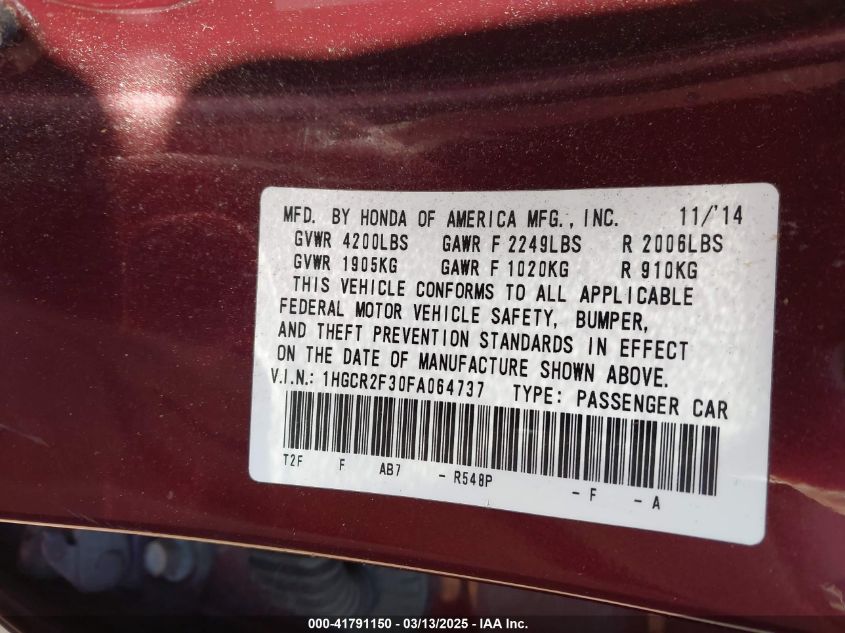 MFD. BY HONDA OF AMERICA MFG., INC. 11/'14
GVWR 4200LBS GAWR F 2249LBS R 2006LBS
GVWR 1905KG GAWR F 1020KG R 910KG
THIS VEHICLE CONFORMS TO ALL APPLICABLE
FEDERAL MOTOR VEHICLE SAFETY, BUMPER,
AND THEFT PREVENTION STANDARDS IN EFFECT
ON THE DATE OF MANUFACTURE SHOWN ABOVE.
V.I.N.: 1HGCR2F30FA064737 TYPE: PASSENGER CAR
T2F F AB7 - R548P - F - A
000-41791150 - 03/13/2025 - IAA Inc.